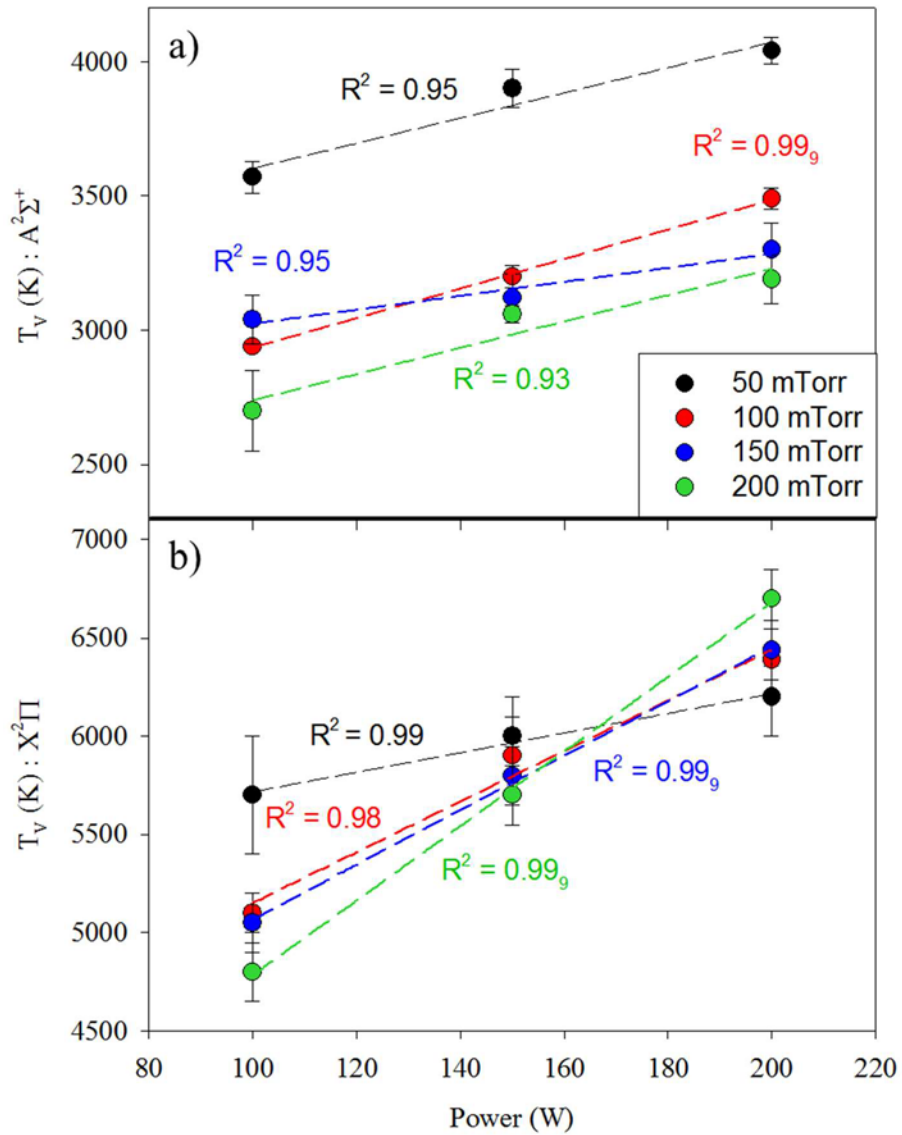 a)
4000
3500
3000
2500
T_V (K) : A²Σ⁺
R² = 0.95
R² = 0.99₉
R² = 0.95
R² = 0.93
50 mTorr
100 mTorr
150 mTorr
200 mTorr
b)
7000
6500
6000
5500
5000
4500
T_V (K) : X²Π
R² = 0.99
R² = 0.99₉
R² = 0.98
R² = 0.99₉
80 100 120 140 160 180 200 220
Power (W)